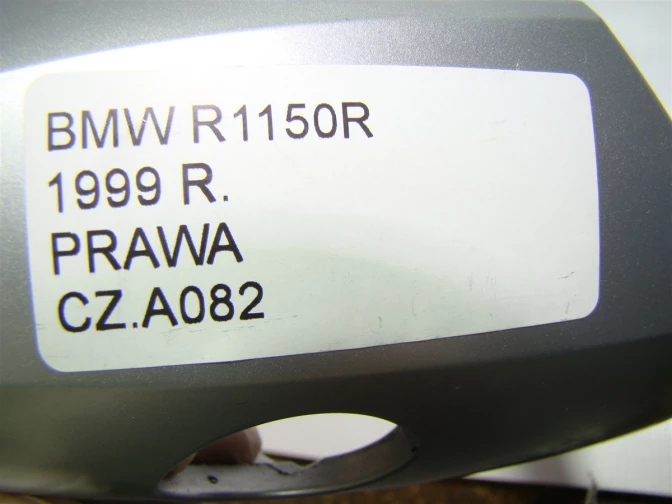 BMW R1150R
1999 R.
PRAWA
CZ.A082